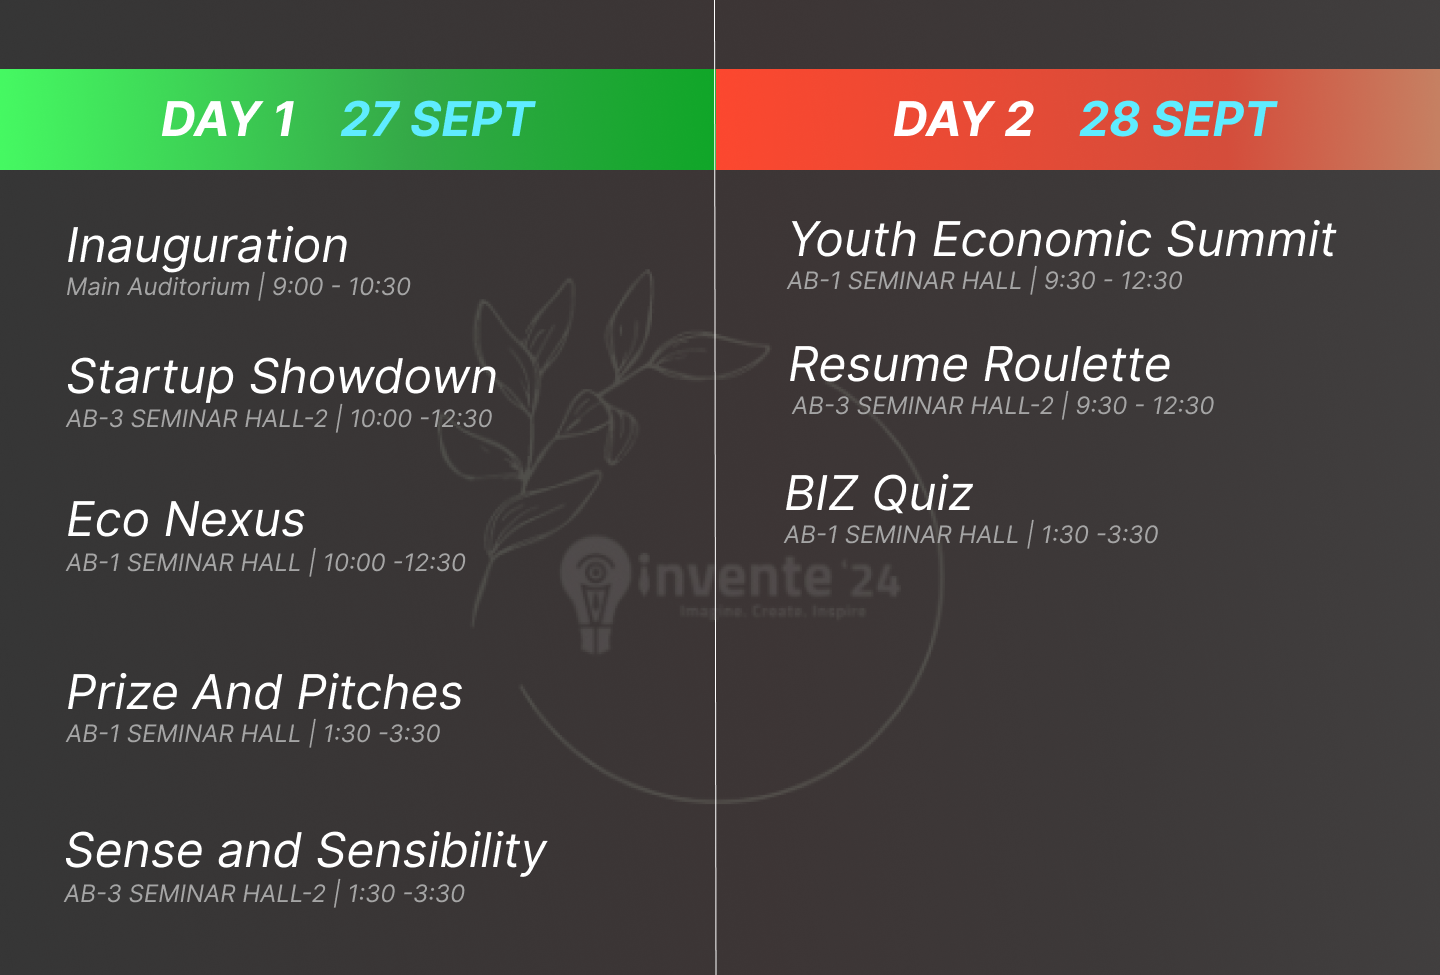 DAY 1 27 SEPT
Inauguration
Main Auditorium | 9:00 - 10:30
Startup Showdown
AB-3 SEMINAR HALL-2 | 10:00 -12:30
Eco Nexus
AB-1 SEMINAR HALL | 10:00 -12:30
Prize And Pitches
AB-1 SEMINAR HALL | 1:30 -3:30
Sense and Sensibility
AB-3 SEMINAR HALL-2 | 1:30 -3:30
DAY 2 28 SEPT
Youth Economic Summit
AB-1 SEMINAR HALL | 9:30 - 12:30
Resume Roulette
AB-3 SEMINAR HALL-2 | 9:30 - 12:30
BIZ Quiz
AB-1 SEMINAR HALL | 1:30 -3:30
invente '24
Imagine. Create. Inspire